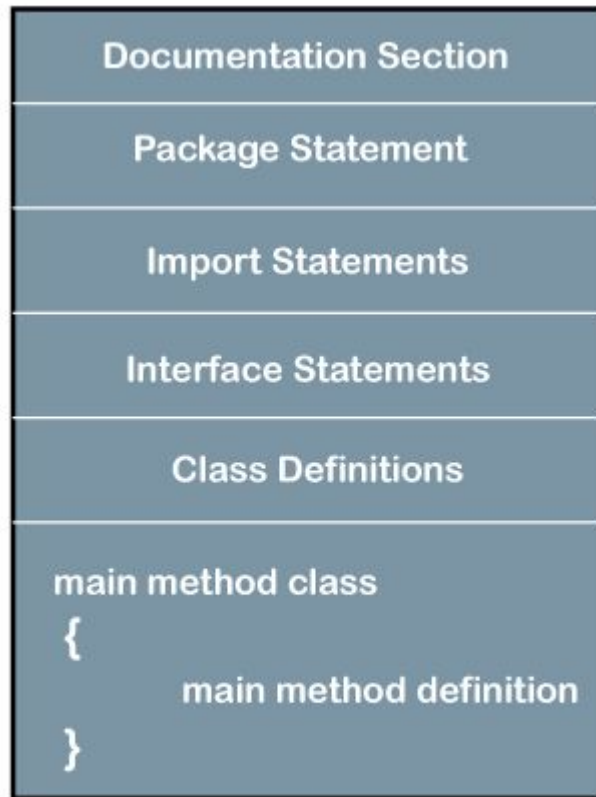 Documentation Section
Package Statement
Import Statements
Interface Statements
Class Definitions
main method class
{
main method definition
}